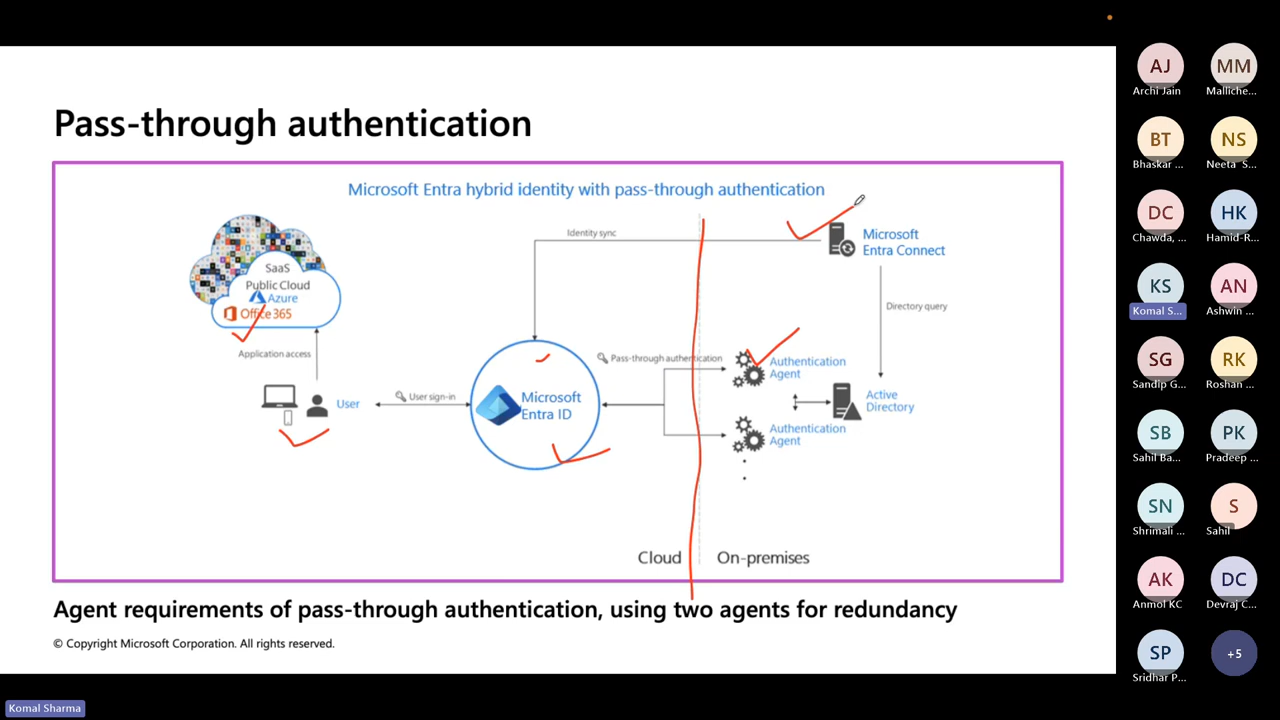 Pass-through authentication
Microsoft Entra hybrid identity with pass-through authentication
Identity sync
Microsoft
Entra Connect
SaaS
Public Cloud
Azure
Office 365
Directory query
Application access
Pass-through authentication
Authentication
Agent
User sign-in
User
Microsoft
Entra ID
Active
Directory
Authentication
Agent
Cloud
On-premises
Agent requirements of pass-through authentication, using two agents for redundancy
© Copyright Microsoft Corporation. All rights reserved.
AJ
Archi Jain
MM
Malliche...
BT
Bhaskar ...
NS
Neeta S...
DC
Chawda, ...
HK
Hamid-R...
KS
Komal S...
AN
Ashwin ...
SG
Sandip G...
RK
Roshan ...
SB
Sahil Ba...
PK
Pradeep ...
SN
Shrimali ...
S
Sahil
AK
Anmol KC
DC
Devraj C...
SP
Sridhar P...
+5
Komal Sharma